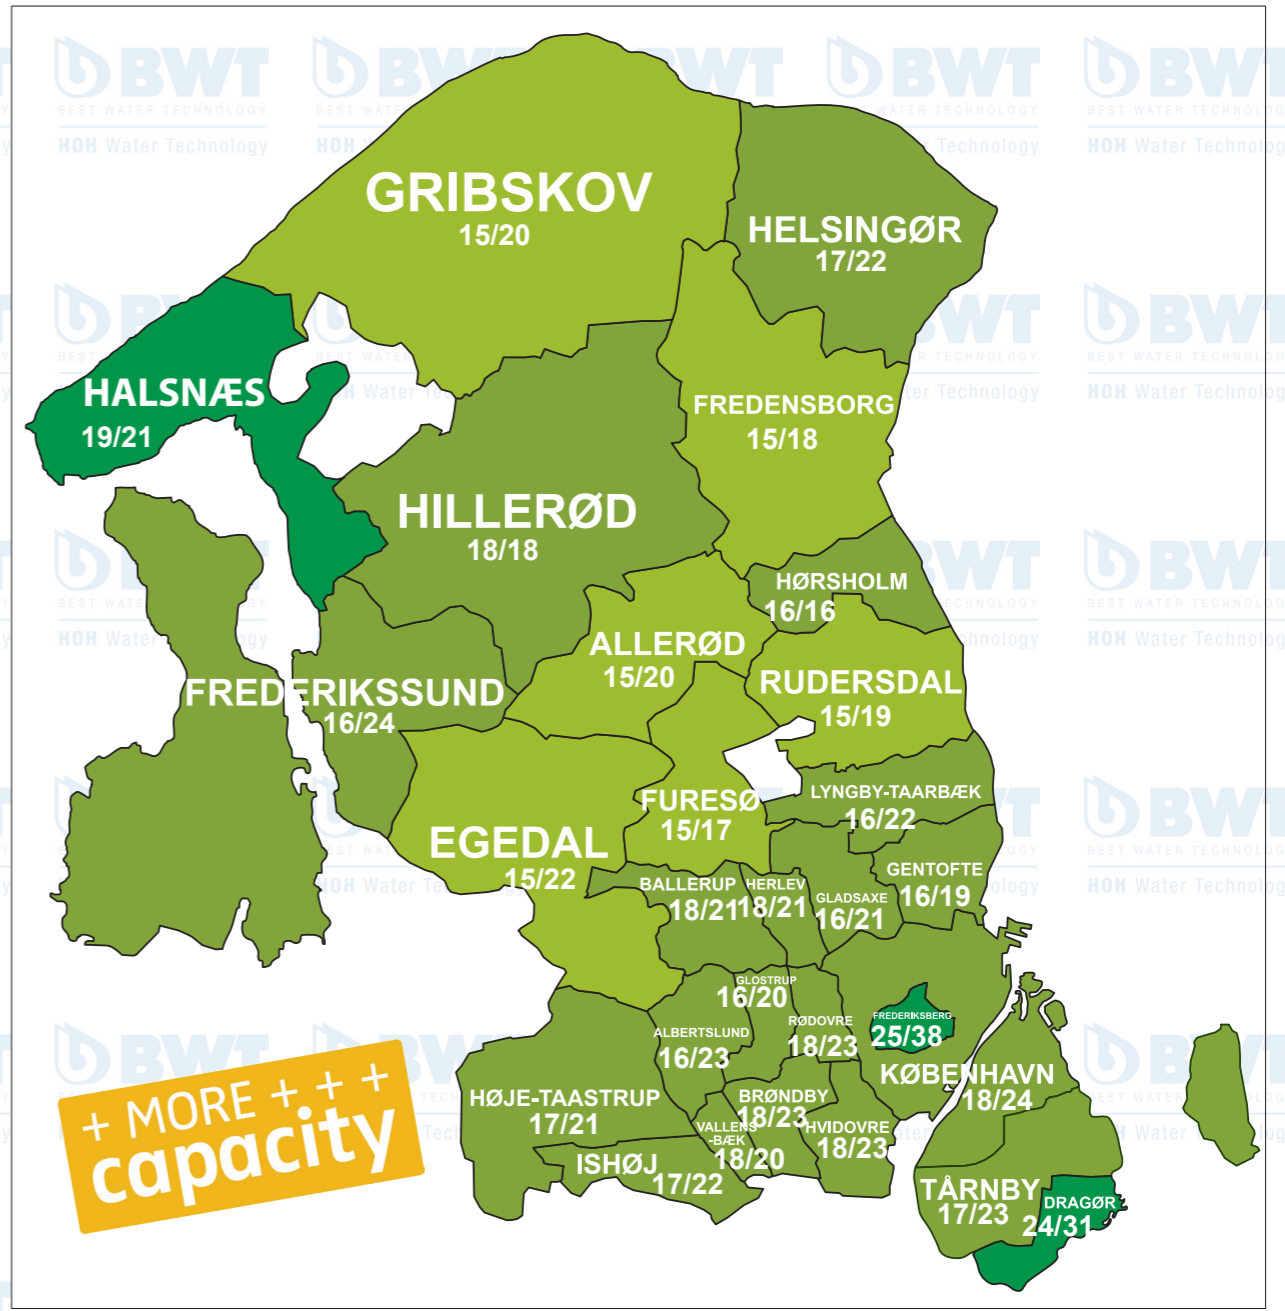 GRIBSKOV
15/20
HELSINGØR
17/22
HALSNÆS
19/21
FREDENSBORG
15/18
HILLERØD
18/18
HØRSHOLM
16/16
ALLERØD
15/20
RUDERSDAL
15/19
FREDERIKSSUND
16/24
LYNGBY-TAARBÆK
16/22
FURESØ
15/17
EGEDAL
15/22
GENTOFTE
16/19
BALLERUP
18/21
HERLEV
18/21
GLADSAXE
16/21
GLOSTRUP
16/20
RØDOVRE
18/23
FREDERIKSBERG
25/38
ALBERTSLUND
16/23
KØBENHAVN
18/24
HØJE-TAASTRUP
17/21
BRØNDBY
18/23
HVIDOVRE
18/23
VALLENS
-BÆK
18/20
ISHØJ
17/22
TÅRNBY
17/23
DRAGØR
24/31
+ MORE + + +
capacity
BWT
BEST WATER TECHNOLOGY
HOH Water Technology